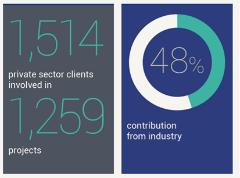 1,514
private sector clients
involved in
1,259
projects
48%
contribution
from industry